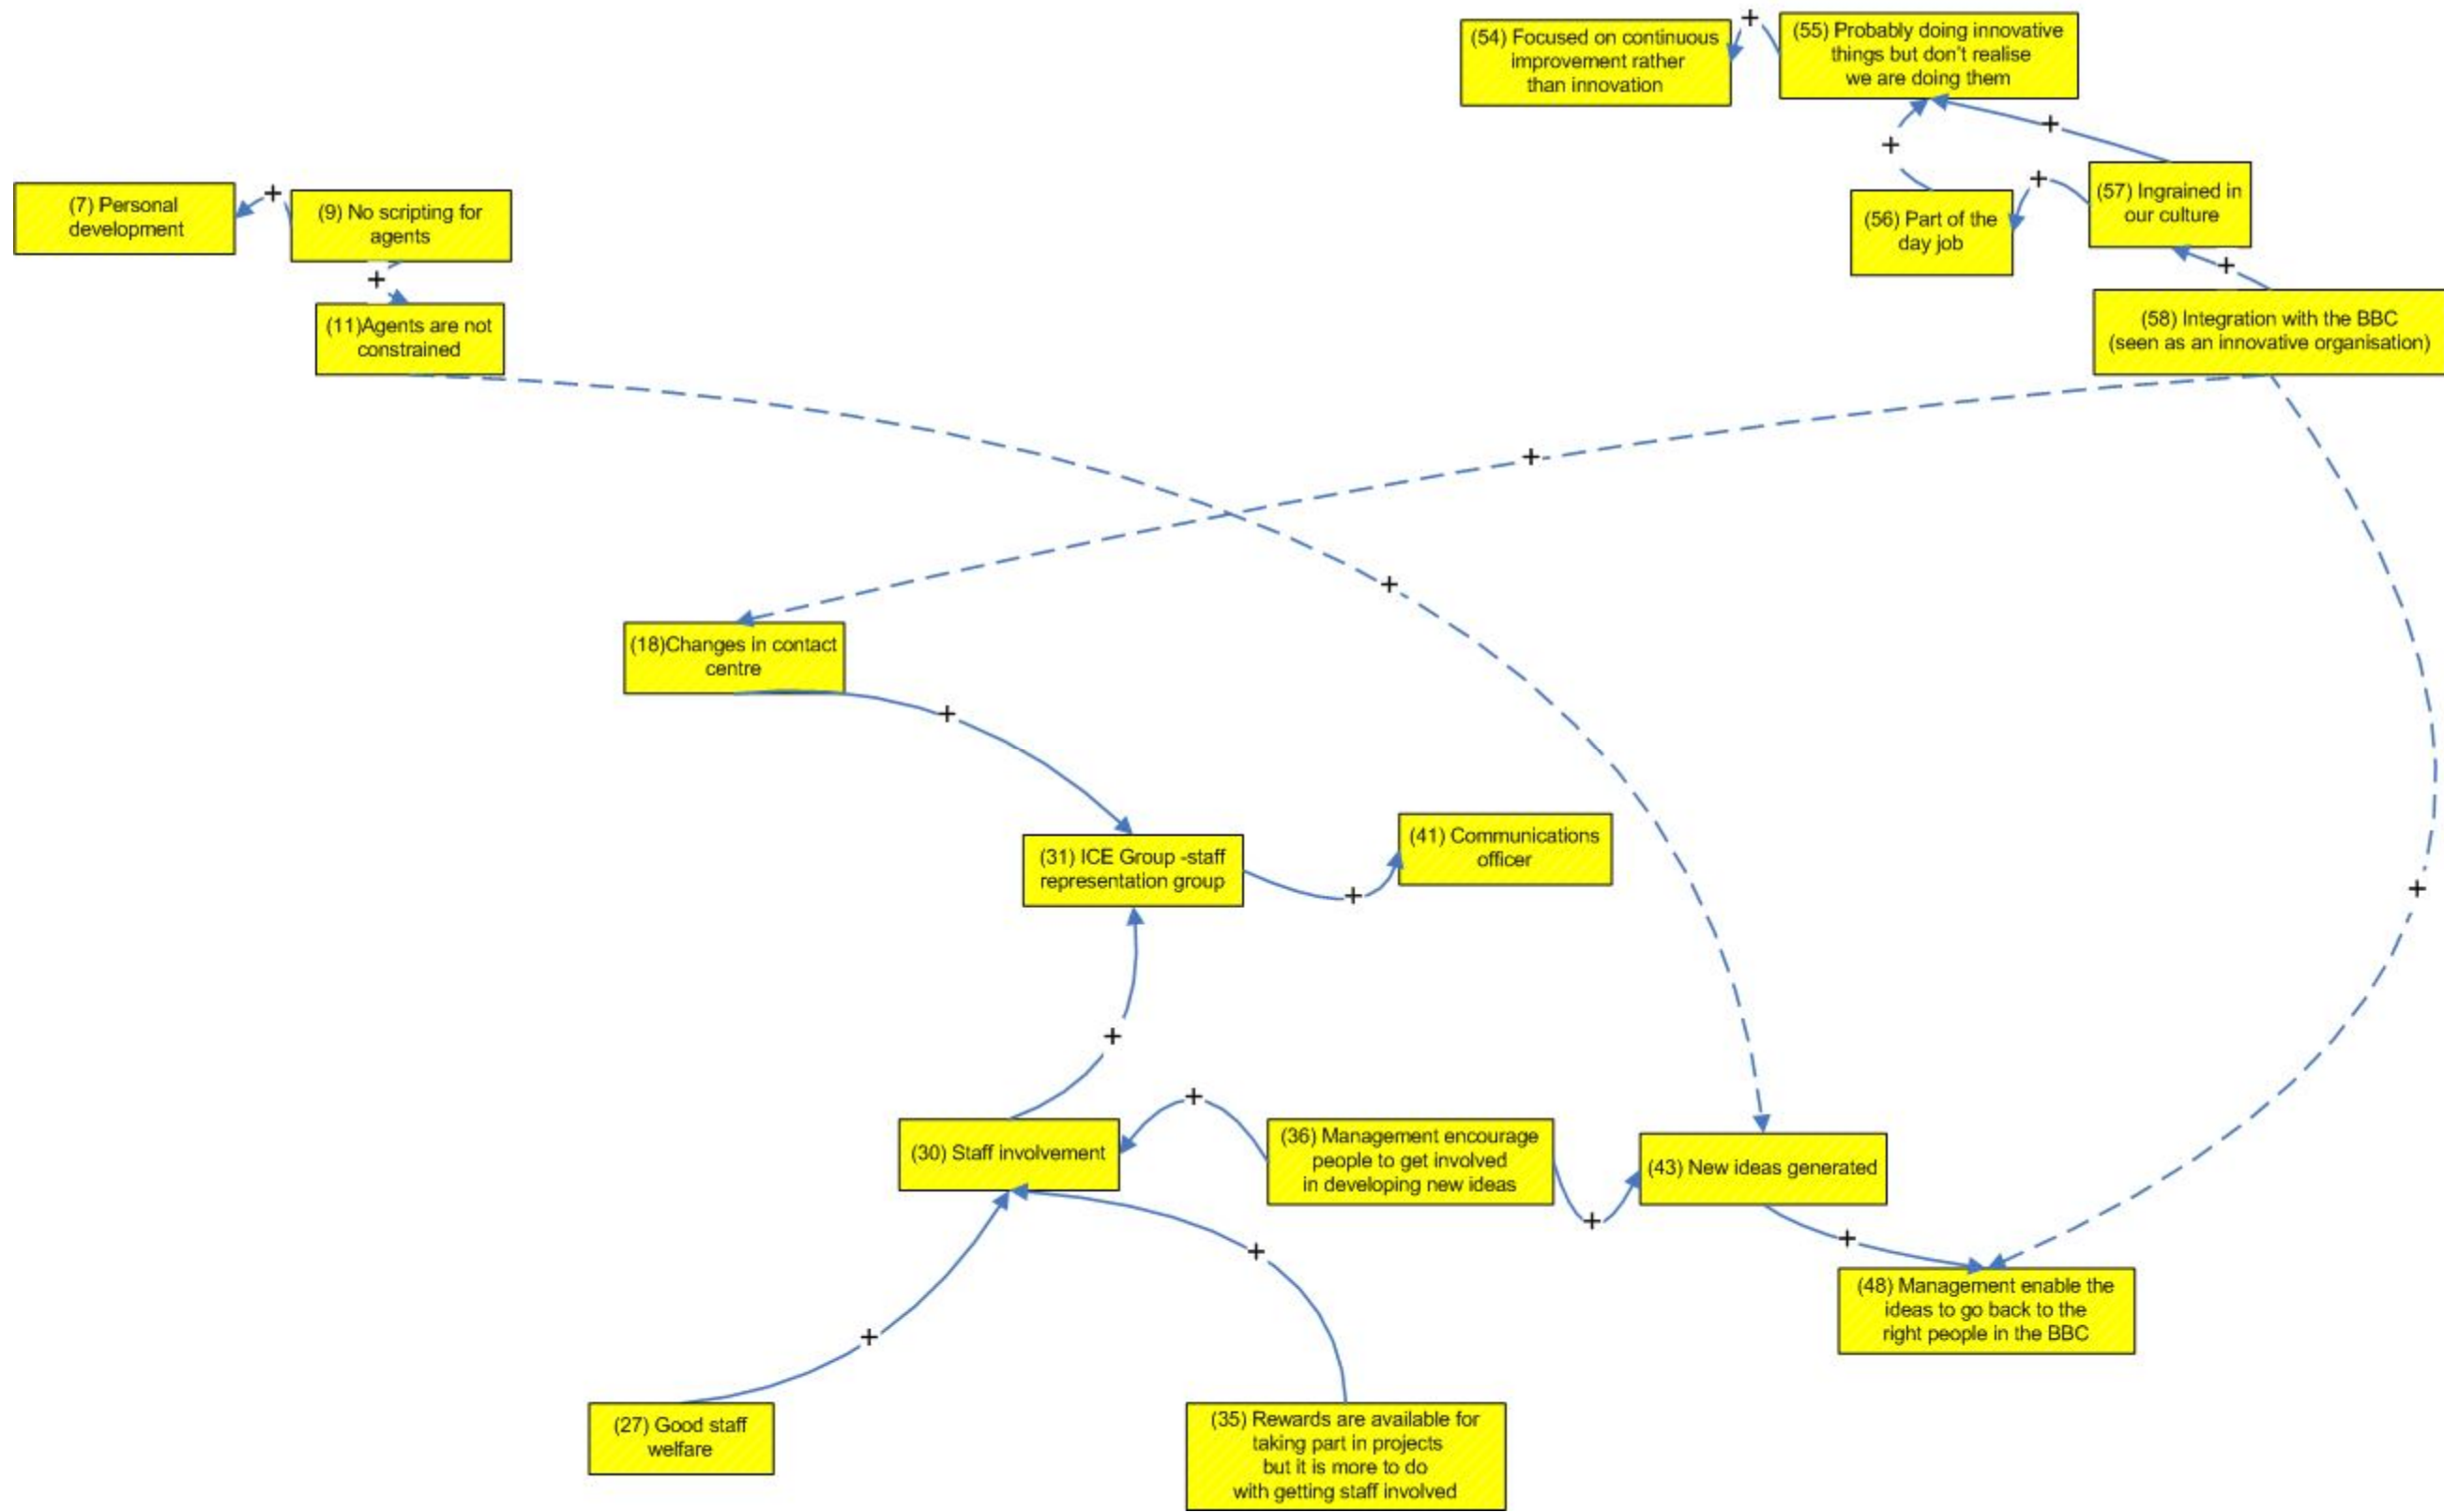 (54) Focused on continuous
improvement rather
than innovation
+
(55) Probably doing innovative
things but don't realise
we are doing them
+
+
(7) Personal
development
+
(9) No scripting for
agents
(56) Part of the
day job
+
(57) Ingrained in
our culture
+
+
(11)Agents are not
constrained
(58) Integration with the BBC
(seen as an innovative organisation)
+
+
(18)Changes in contact
centre
+
(31) ICE Group -staff
representation group
+
(41) Communications
officer
+
+
+
(30) Staff involvement
(36) Management encourage
people to get involved
in developing new ideas
+
(43) New ideas generated
+
+
(48) Management enable the
ideas to go back to the
right people in the BBC
+
(27) Good staff
welfare
(35) Rewards are available for
taking part in projects
but it is more to do
with getting staff involved